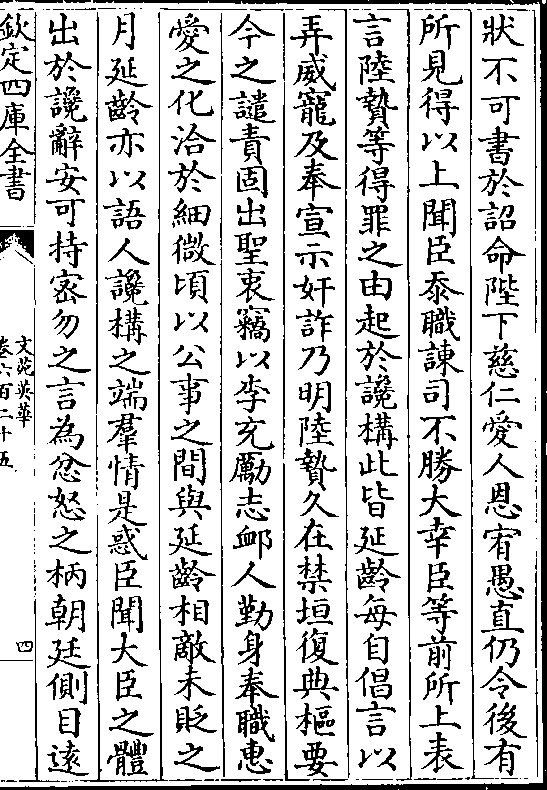 狀不可書於詔命陛下慈仁愛人恩宥愚直仍令後有
所見得以上聞臣忝職諫司不勝大幸臣等前所上表
言陸贄等得罪之由起於讒構此皆延齡每自倡言以
弄威寵及奉宣示奸詐乃明陸贄久在禁垣復典樞要
今之譴責固出聖衷竊以李充勵志䘏人勤身奉職惠
愛之化洽於細微頃以公事之間與延齡相敵未貶之
月延齡亦以語人讒構之端羣情是惑臣聞大臣之體
出於讒辭安可持宻勿之言為忿怒之柄朝廷側目逺
欽定四庫全書
文苑英華
卷六百二十五
四